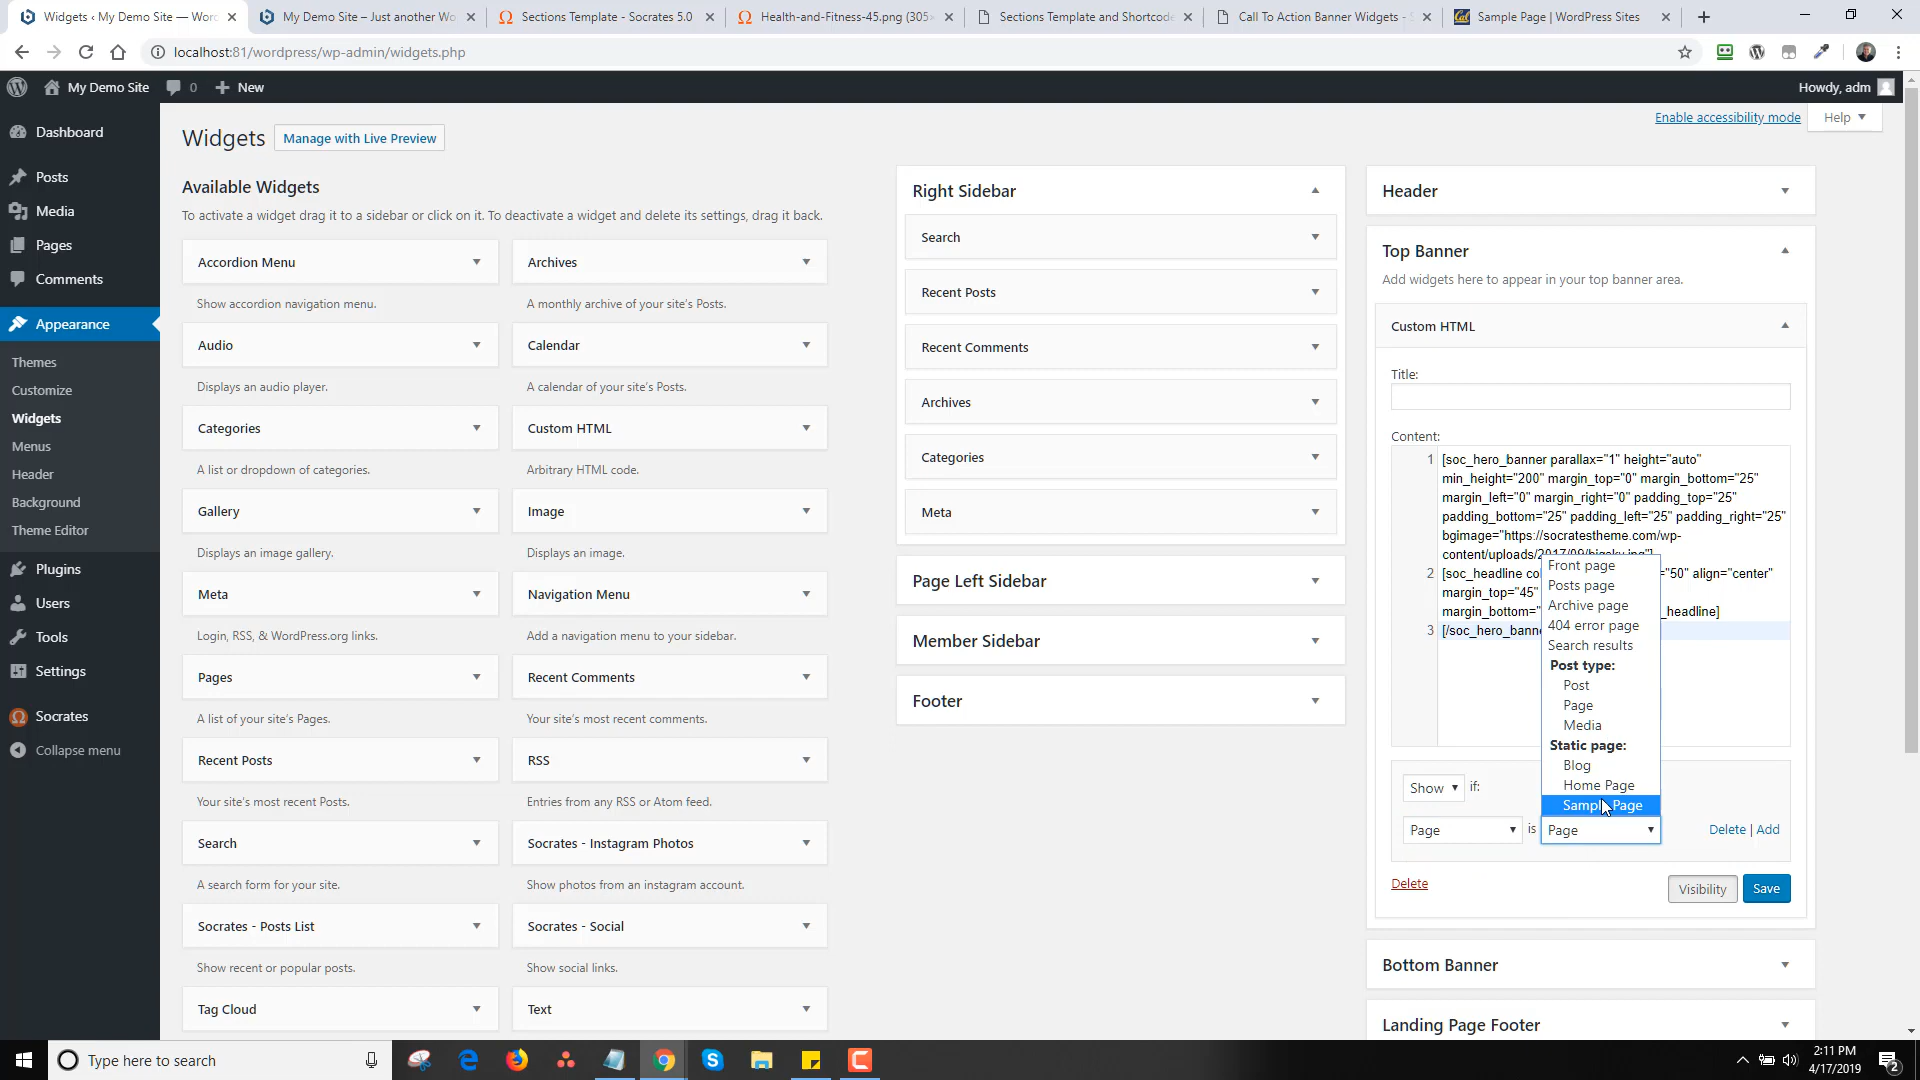 Widgets ‹ My Demo Site — Wor
My Demo Site – Just another Wo
Sections Template - Socrates 5.0
Health-and-Fitness-45.png (305×
Sections Template and Shortcode
Call To Action Banner Widgets - S
Sample Page | WordPress Sites
localhost:81/wordpress/wp-admin/widgets.php
My Demo Site
0
New
Howdy, adm
Dashboard
Posts
Media
Pages
Comments
Appearance
Themes
Customize
Widgets
Menus
Header
Background
Theme Editor
Plugins
Users
Tools
Settings
Socrates
Collapse menu
Enable accessibility mode
Help
Widgets
Manage with Live Preview
Available Widgets
To activate a widget drag it to a sidebar or click on it. To deactivate a widget and delete its settings, drag it back.
Accordion Menu
Show accordion navigation menu.
Archives
A monthly archive of your site's Posts.
Audio
Displays an audio player.
Calendar
A calendar of your site's Posts.
Categories
A list or dropdown of categories.
Custom HTML
Arbitrary HTML code.
Gallery
Displays an image gallery.
Image
Displays an image.
Meta
Login, RSS, & WordPress.org links.
Navigation Menu
Add a navigation menu to your sidebar.
Pages
A list of your site's Pages.
Recent Comments
Your site's most recent comments.
Recent Posts
Your site's most recent Posts.
RSS
Entries from any RSS or Atom feed.
Search
A search form for your site.
Socrates - Instagram Photos
Show photos from an instagram account.
Socrates - Posts List
Show recent or popular posts.
Socrates - Social
Show social links.
Tag Cloud
Text
Right Sidebar
Search
Recent Posts
Recent Comments
Archives
Categories
Meta
Page Left Sidebar
Member Sidebar
Footer
Header
Top Banner
Add widgets here to appear in your top banner area.
Custom HTML
Title:
Content:
1 [soc_hero_banner parallax="1" height="auto"
min_height="200" margin_top="0" margin_bottom="25"
margin_left="0" margin_right="0" padding_top="25"
padding_bottom="25" padding_left="25" padding_right="25"
bgimage="https://socratestheme.com/wp-
content/uploads/2017/09/bigsky.jpg"]
2 [soc_headline col ="50" align="center"
margin_top="45"
margin_bottom=" _headline]
3 [/soc_hero_banne
Front page
Posts page
Archive page
404 error page
Search results
Post type:
Post
Page
Media
Static page:
Blog
Home Page
Sample Page
Show if:
Page is Page Delete | Add
Delete
Visibility
Save
Bottom Banner
Landing Page Footer
Type here to search
2:11 PM
4/17/2019
2